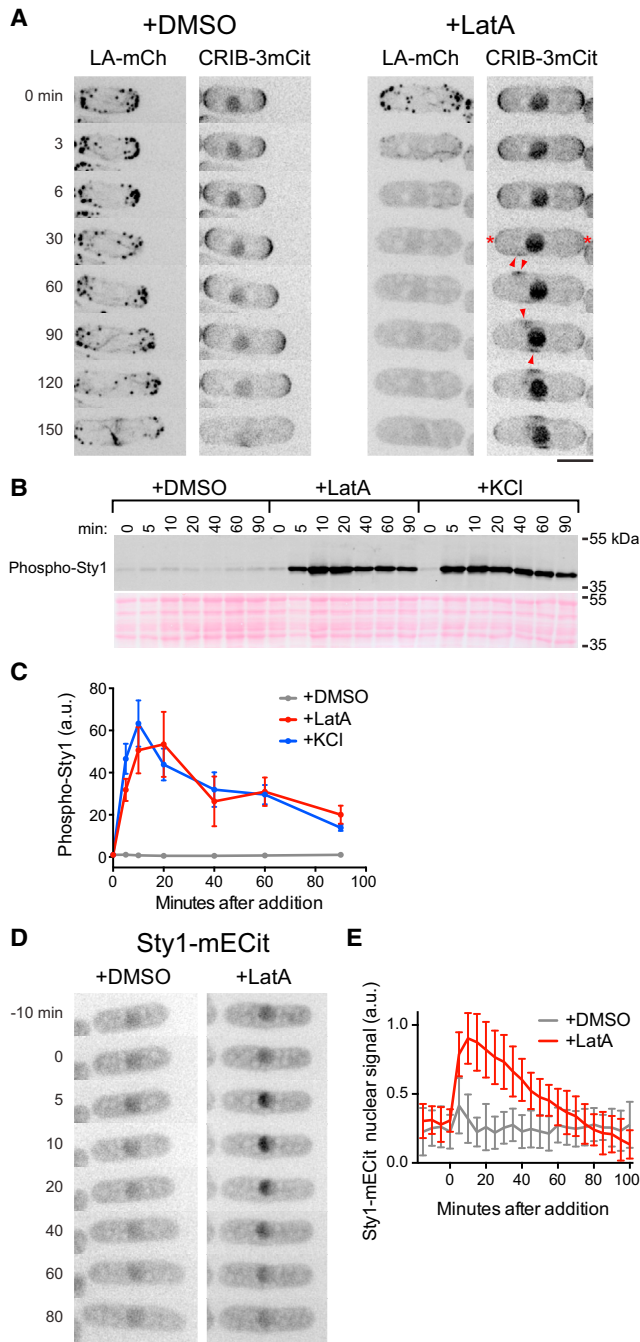 A
+DMSO
+LatA
LA-mCh CRIB-3mCit LA-mCh CRIB-3mCit
0 min
3
6
30
* *
60
90
120
150
B
+DMSO +LatA +KCl
min: 0 5 10 20 40 60 90 0 5 10 20 40 60 90 0 5 10 20 40 60 90
-55 kDa
Phospho-Sty1
-35
-55
-35
C
Phospho-Sty1 (a.u.)
80
60
40
20
0
+DMSO
+LatA
+KCl
0 20 40 60 80 100
Minutes after addition
D
Sty1-mECit
+DMSO +LatA
-10 min
0
5
10
20
40
60
80
E
Sty1-mECit nuclear signal (a.u.)
1.0
0.5
0.0
+DMSO
+LatA
0 20 40 60 80 100
Minutes after addition